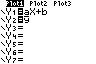 Plot1 Plot2 Plot3
\Y₁=aX+b
\Y₂=g
\Y₃=
\Y₄=
\Y₅=
\Y₆=
\Y₇=